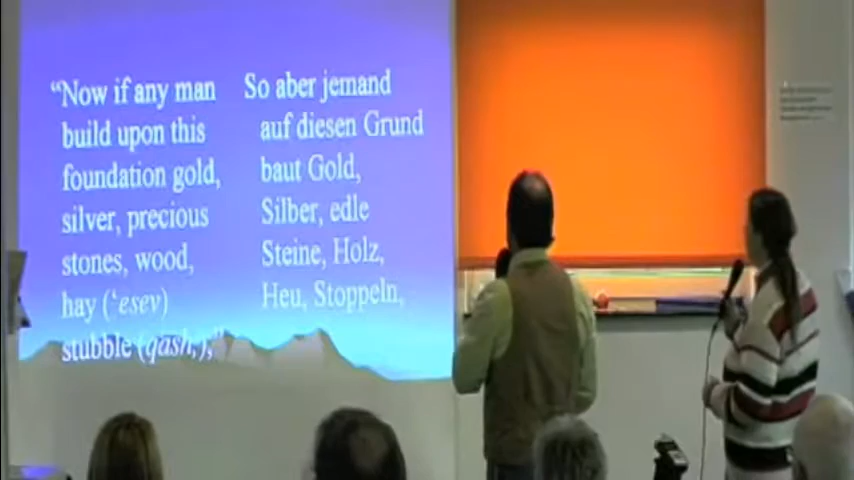 “Now if any man
build upon this
foundation gold,
silver, precious
stones, wood,
hay (‘esev)
stubble (qash,),”
So aber jemand
auf diesen Grund
baut Gold,
Silber, edle
Steine, Holz,
Heu, Stoppeln,